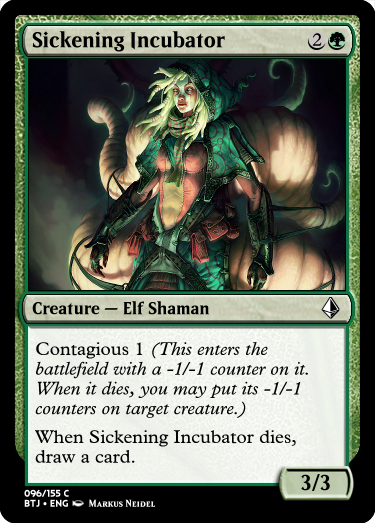 Sickening Incubator 2
Creature — Elf Shaman
Contagious 1 (This enters the
battlefield with a -1/-1 counter on it.
When it dies, you may put its -1/-1
counters on target creature.)
When Sickening Incubator dies,
draw a card.
3/3
096/155 C
BTJ • ENG Markus Neidel